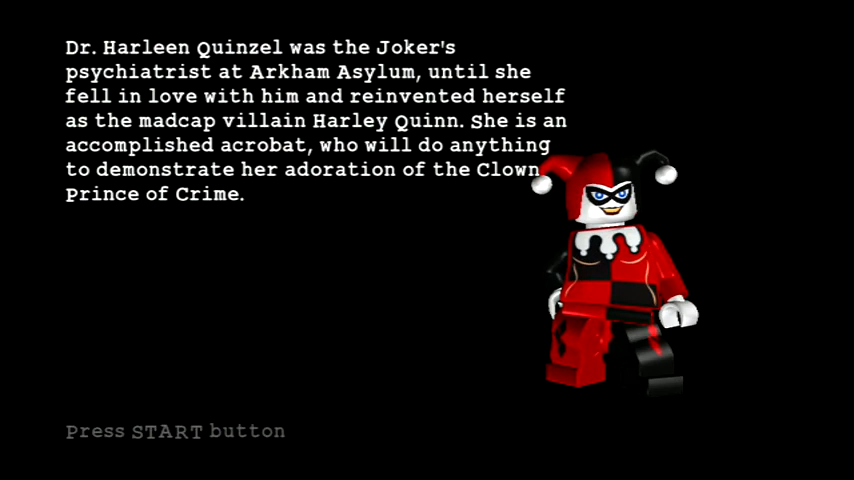 Dr. Harleen Quinzel was the Joker's
psychiatrist at Arkham Asylum, until she
fell in love with him and reinvented herself
as the madcap villain Harley Quinn. She is an
accomplished acrobat, who will do anything
to demonstrate her adoration of the Clown
Prince of Crime.
Press START button